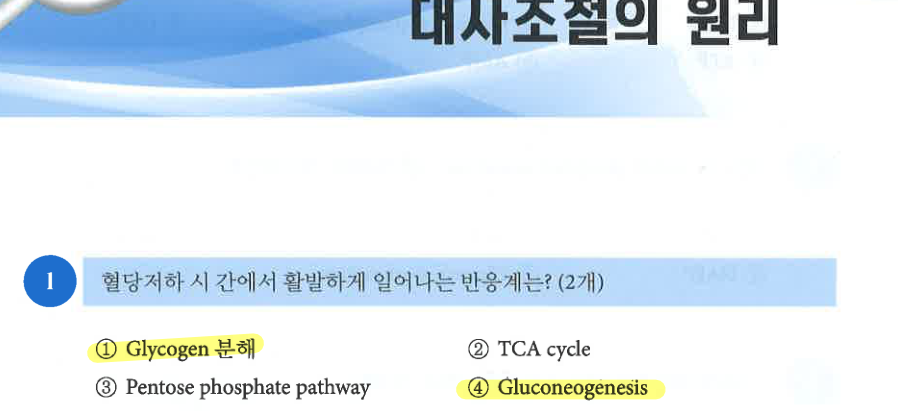 대사조절의 원리
1 혈당저하 시 간에서 활발하게 일어나는 반응계는? (2개)
① Glycogen 분해 ② TCA cycle
③ Pentose phosphate pathway ④ Gluconeogenesis